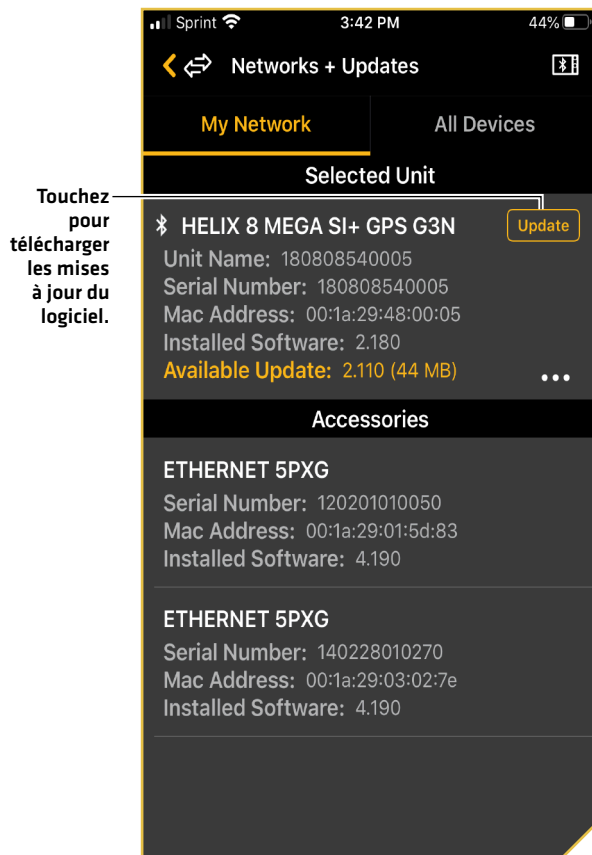 Sprint 3:42 PM 44%
Networks + Updates
My Network All Devices
Selected Unit
Touchez
pour
télécharger
les mises
à jour du
logiciel.
HELIX 8 MEGA SI+ GPS G3N Update
Unit Name: 180808540005
Serial Number: 180808540005
Mac Address: 00:1a:29:48:00:05
Installed Software: 2.180
Available Update: 2.110 (44 MB)
Accessories
ETHERNET 5PXG
Serial Number: 120201010050
Mac Address: 00:1a:29:01:5d:83
Installed Software: 4.190
ETHERNET 5PXG
Serial Number: 140228010270
Mac Address: 00:1a:29:03:02:7e
Installed Software: 4.190